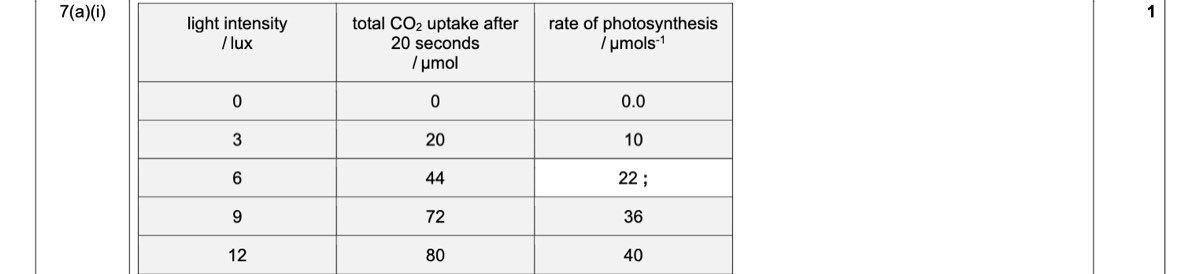 7(a)(i) 1
light intensity total CO₂ uptake after rate of photosynthesis
/ lux 20 seconds / μmols⁻¹
/ μmol
0 0 0.0
3 20 10
6 44 22 ;
9 72 36
12 80 40